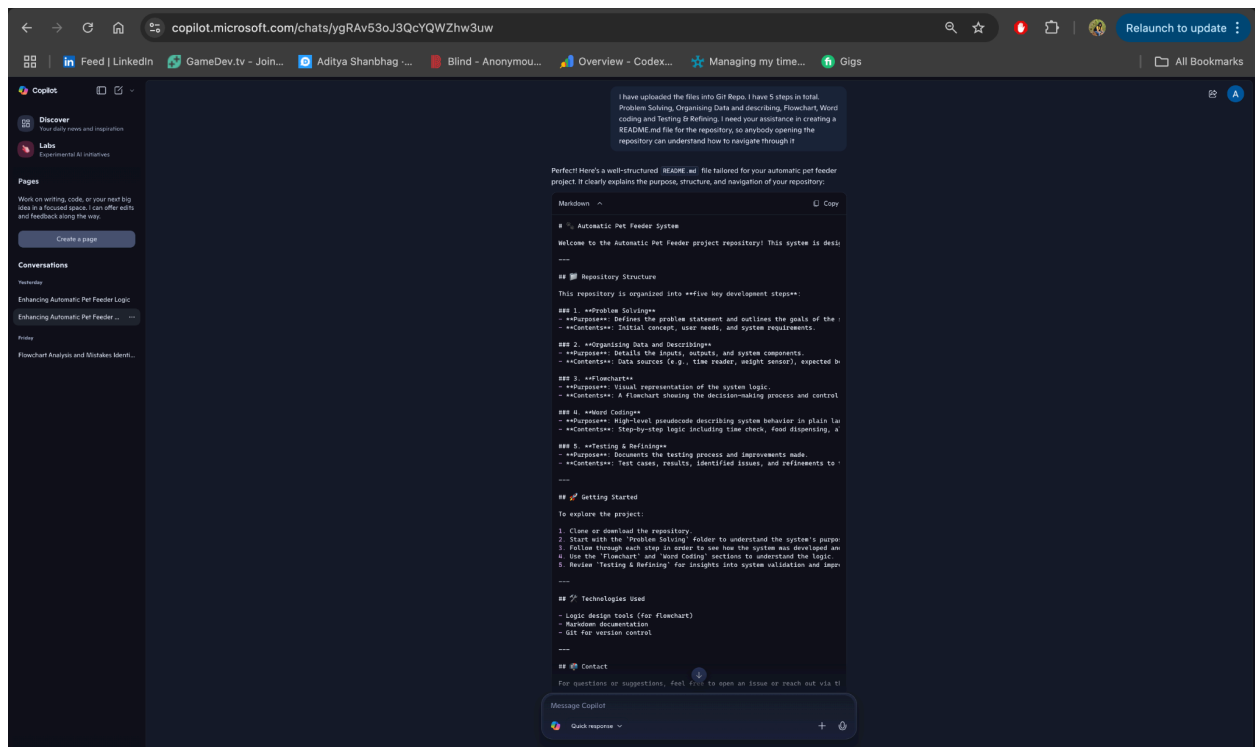 copilot.microsoft.com/chats/ygRAv53oJ3QcYQWZhw3uw
Relaunch to update
Feed | LinkedIn
GameDev.tv - Join...
Aditya Shanbhag -...
Blind - Anonymou...
Overview - Codex...
Managing my time...
Gigs
All Bookmarks
Copilot
Discover
Your daily news and inspiration
Labs
Experimental AI initiatives
Pages
Work on writing, code, or your next big
idea in a focused space. I can offer edits
and feedback along the way.
Create a page
Conversations
Yesterday
Enhancing Automatic Pet Feeder Logic
Enhancing Automatic Pet Feeder ...
Friday
Flowchart Analysis and Mistakes Identi...
A
I have uploaded the files into Git Repo. I have 5 steps in total.
Problem Solving, Organising Data and describing, Flowchart, Word
coding and Testing & Refining. I need your assistance in creating a
README.md file for the repository, so anybody opening the
repository can understand how to navigate through it
Perfect! Here's a well-structured README.md file tailored for your automatic pet feeder
project. It clearly explains the purpose, structure, and navigation of your repository:
Markdown
Copy
# 🐾 Automatic Pet Feeder System
Welcome to the Automatic Pet Feeder project repository! This system is desig
---
## 📁 Repository Structure
This repository is organized into **five key development steps**:
### 1. **Problem Solving**
- **Purpose**: Defines the problem statement and outlines the goals of the
- **Contents**: Initial concept, user needs, and system requirements.
### 2. **Organising Data and Describing**
- **Purpose**: Details the inputs, outputs, and system components.
- **Contents**: Data sources (e.g., time reader, weight sensor), expected b
### 3. **Flowchart**
- **Purpose**: Visual representation of the system logic.
- **Contents**: A flowchart showing the decision-making process and control
### 4. **Word Coding**
- **Purpose**: High-level pseudocode describing system behavior in plain la
- **Contents**: Step-by-step logic including time check, food dispensing, a
### 5. **Testing & Refining**
- **Purpose**: Documents the testing process and improvements made.
- **Contents**: Test cases, results, identified issues, and refinements to
---
## 🚀 Getting Started
To explore the project:
1. Clone or download the repository.
2. Start with the `Problem Solving` folder to understand the system's purpo
3. Follow through each step in order to see how the system was developed and
4. Use the `Flowchart` and `Word Coding` sections to understand the logic.
5. Review `Testing & Refining` for insights into system validation and impr
---
## 🛠 Technologies Used
- Logic design tools (for flowchart)
- Markdown documentation
- Git for version control
---
## 📬 Contact
For questions or suggestions, feel free to open an issue or reach out via t
Message Copilot
Quick response